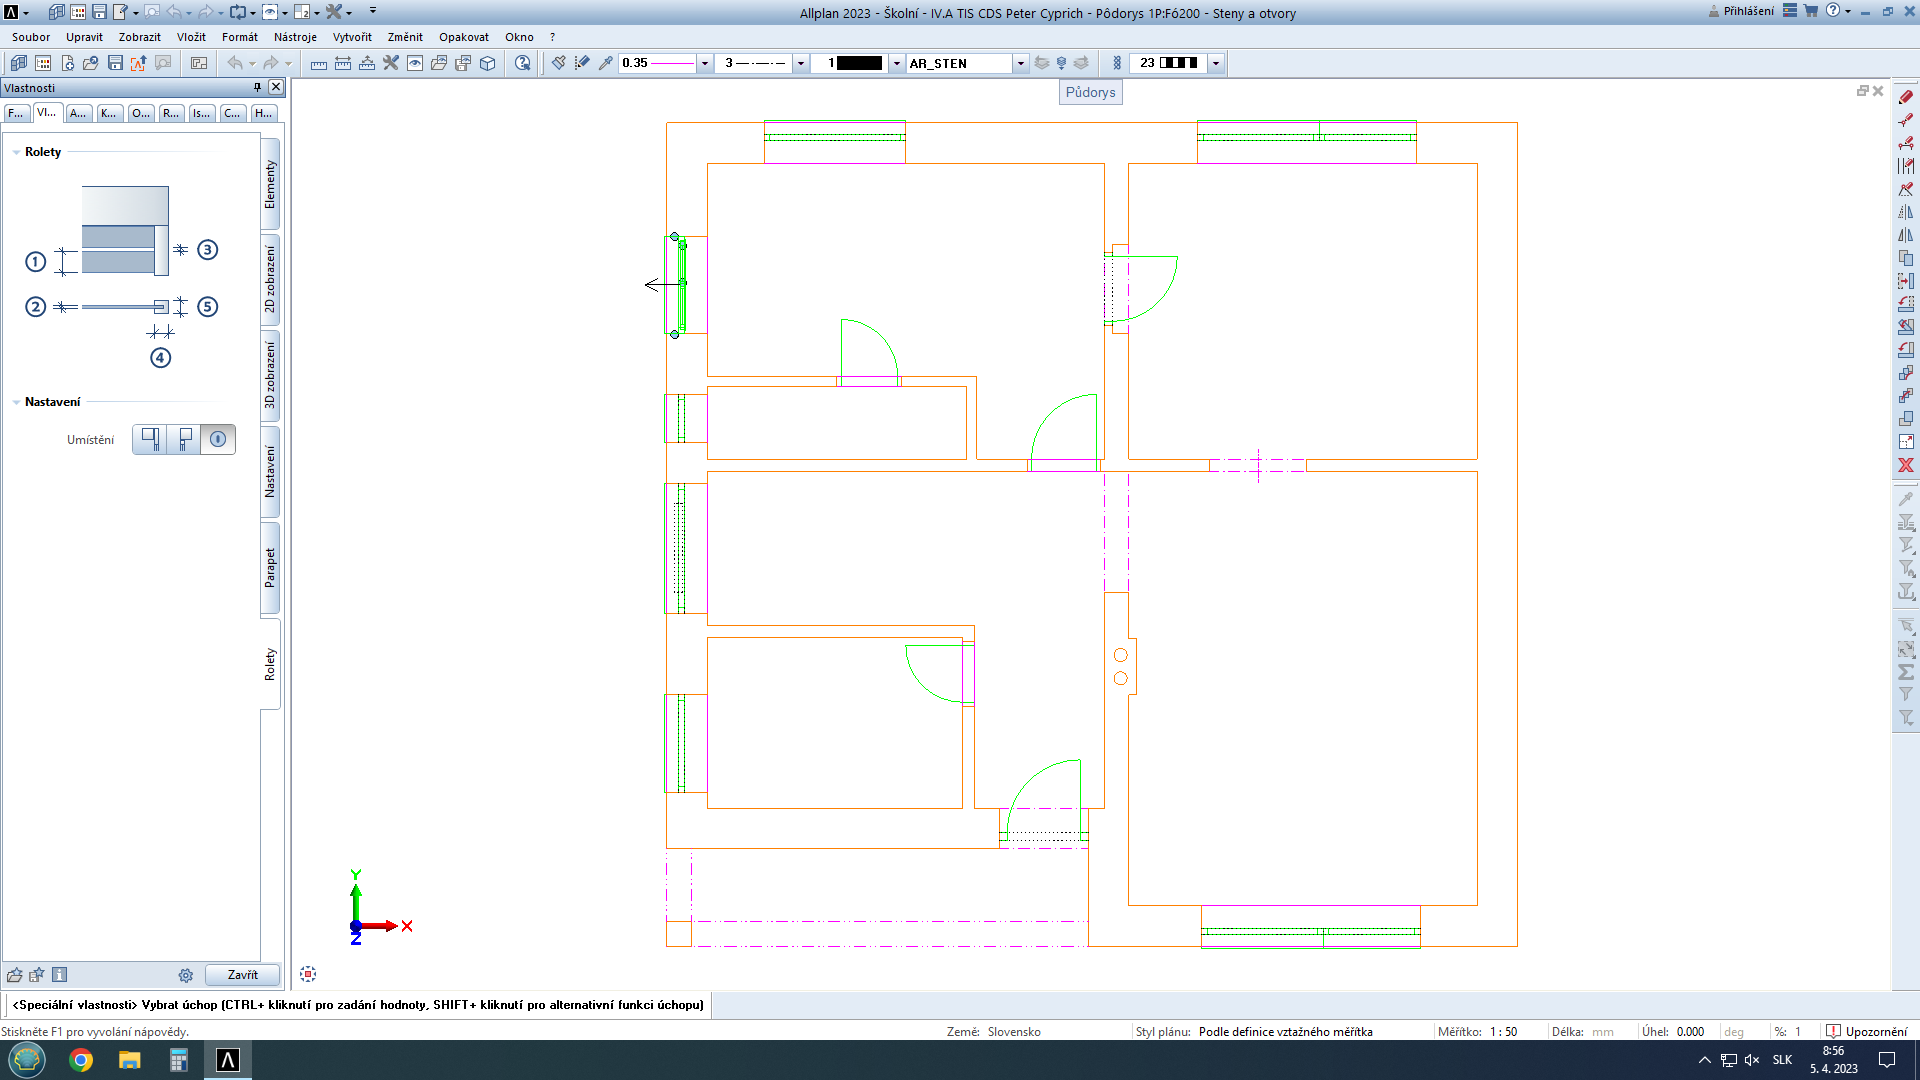 Allplan 2023 - Školní - IV.A TIS CDS Peter Cyprich - Pôdorys 1P:F6200 - Steny a otvory
2
Přihlášení
?
Soubor Upravit Zobrazit Vložit Formát Nástroje Vytvořit Změnit Opakovat Okno ?
0.35 3 1 AR_STEN 23
Vlastnosti
F... Vl... A... K... O... R... Is... C... H...
Půdorys
Rolety
1
2
3
5
4
Nastavení
Umístění
Elementy
2D zobrazení
3D zobrazení
Nastavení
Parapet
Rolety
Y
X
Z
Zavřít
<Speciální vlastnosti> Vybrat úchop (CTRL+ kliknutí pro zadání hodnoty, SHIFT+ kliknutí pro alternativní funkci úchopu)
Stiskněte F1 pro vyvolání nápovědy.
Země: Slovensko
Styl plánu: Podle definice vztažného měřítka
Měřítko: 1 : 50
Délka: mm
Úhel: 0.000 deg
%: 1
Upozornění
SLK
8:56
5. 4. 2023